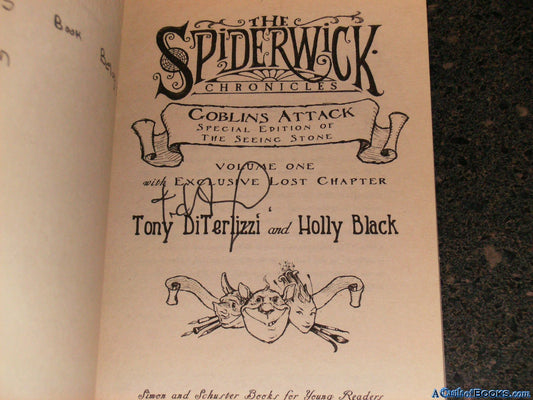 Book
THE
SPIDERWICK
CHRONICLES
GOBLINS ATTACK
SPECIAL EDITION OF
THE SEEING STONE
VOLUME ONE
with EXCLUSIVE LOST CHAPTER
Tony DiTerlizzi and Holly Black
Simon and Schuster Books for Young Readers